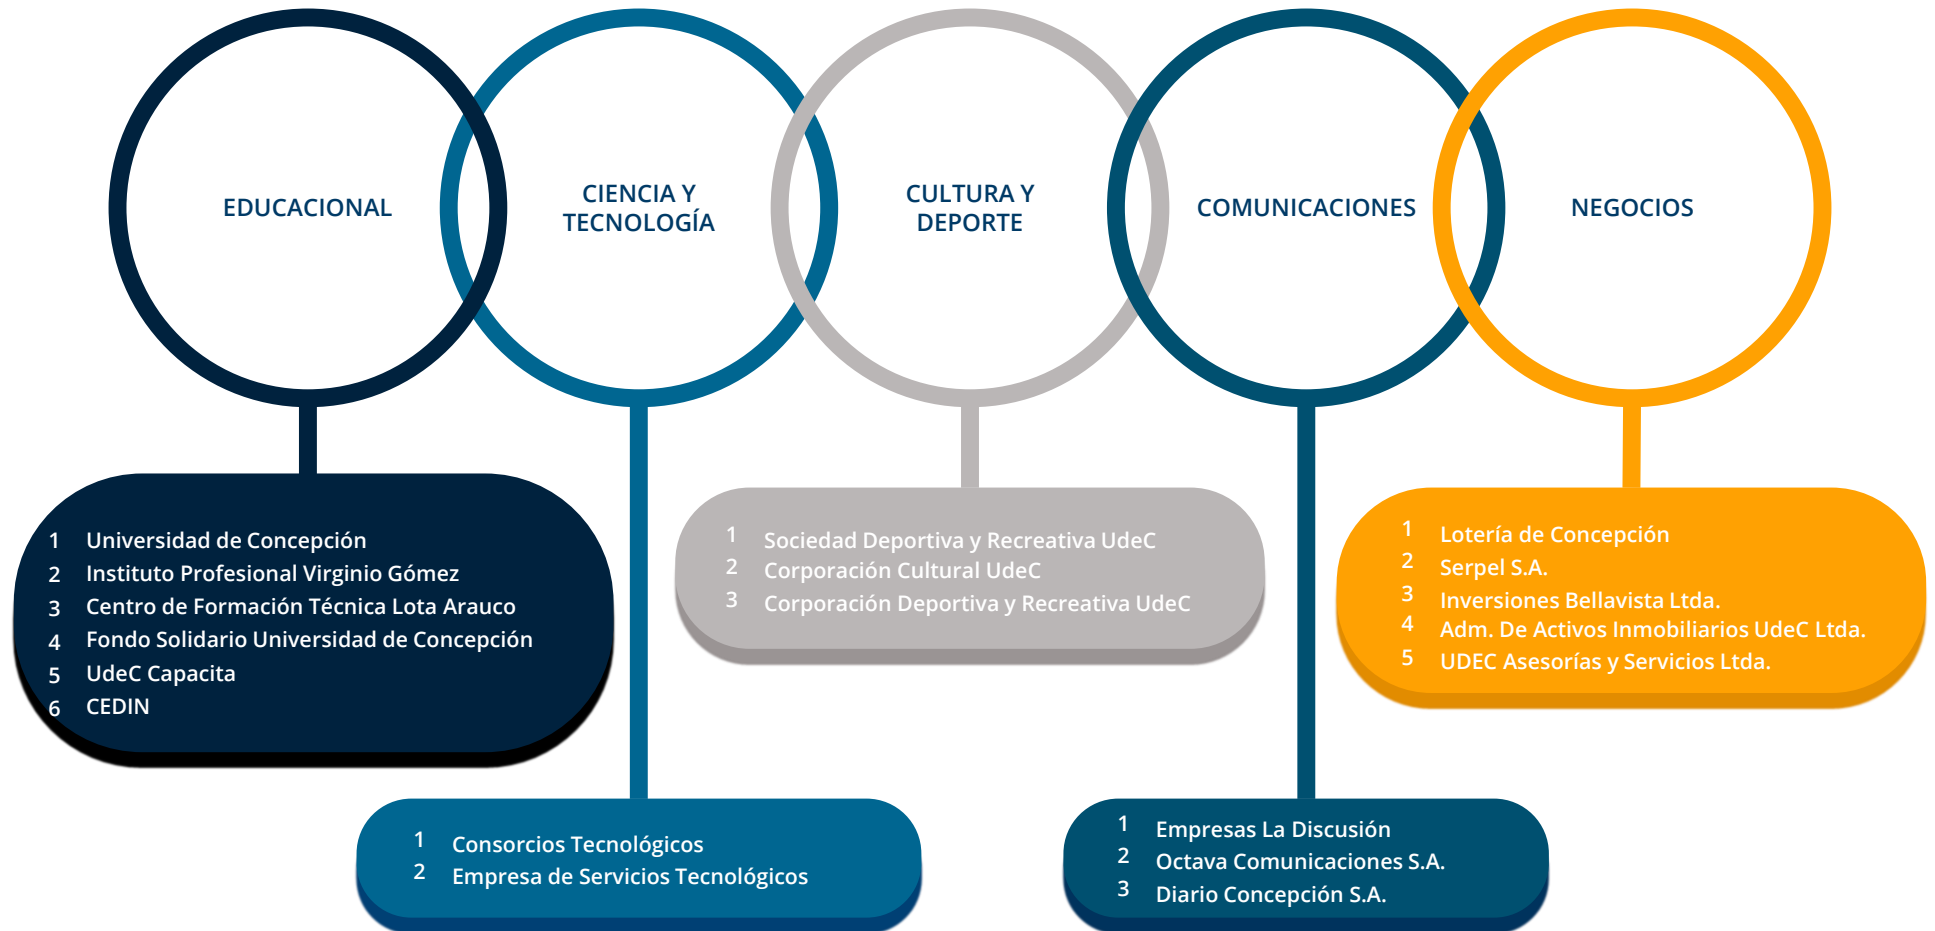 EDUCACIONAL
CIENCIA Y
TECNOLOGÍA
CULTURA Y
DEPORTE
COMUNICACIONES
NEGOCIOS
1 Universidad de Concepción
2 Instituto Profesional Virginio Gómez
3 Centro de Formación Técnica Lota Arauco
4 Fondo Solidario Universidad de Concepción
5 UdeC Capacita
6 CEDIN
1 Consorcios Tecnológicos
2 Empresa de Servicios Tecnológicos
1 Sociedad Deportiva y Recreativa UdeC
2 Corporación Cultural UdeC
3 Corporación Deportiva y Recreativa UdeC
1 Empresas La Discusión
2 Octava Comunicaciones S.A.
3 Diario Concepción S.A.
1 Lotería de Concepción
2 Serpel S.A.
3 Inversiones Bellavista Ltda.
4 Adm. De Activos Inmobiliarios UdeC Ltda.
5 UDEC Asesorías y Servicios Ltda.